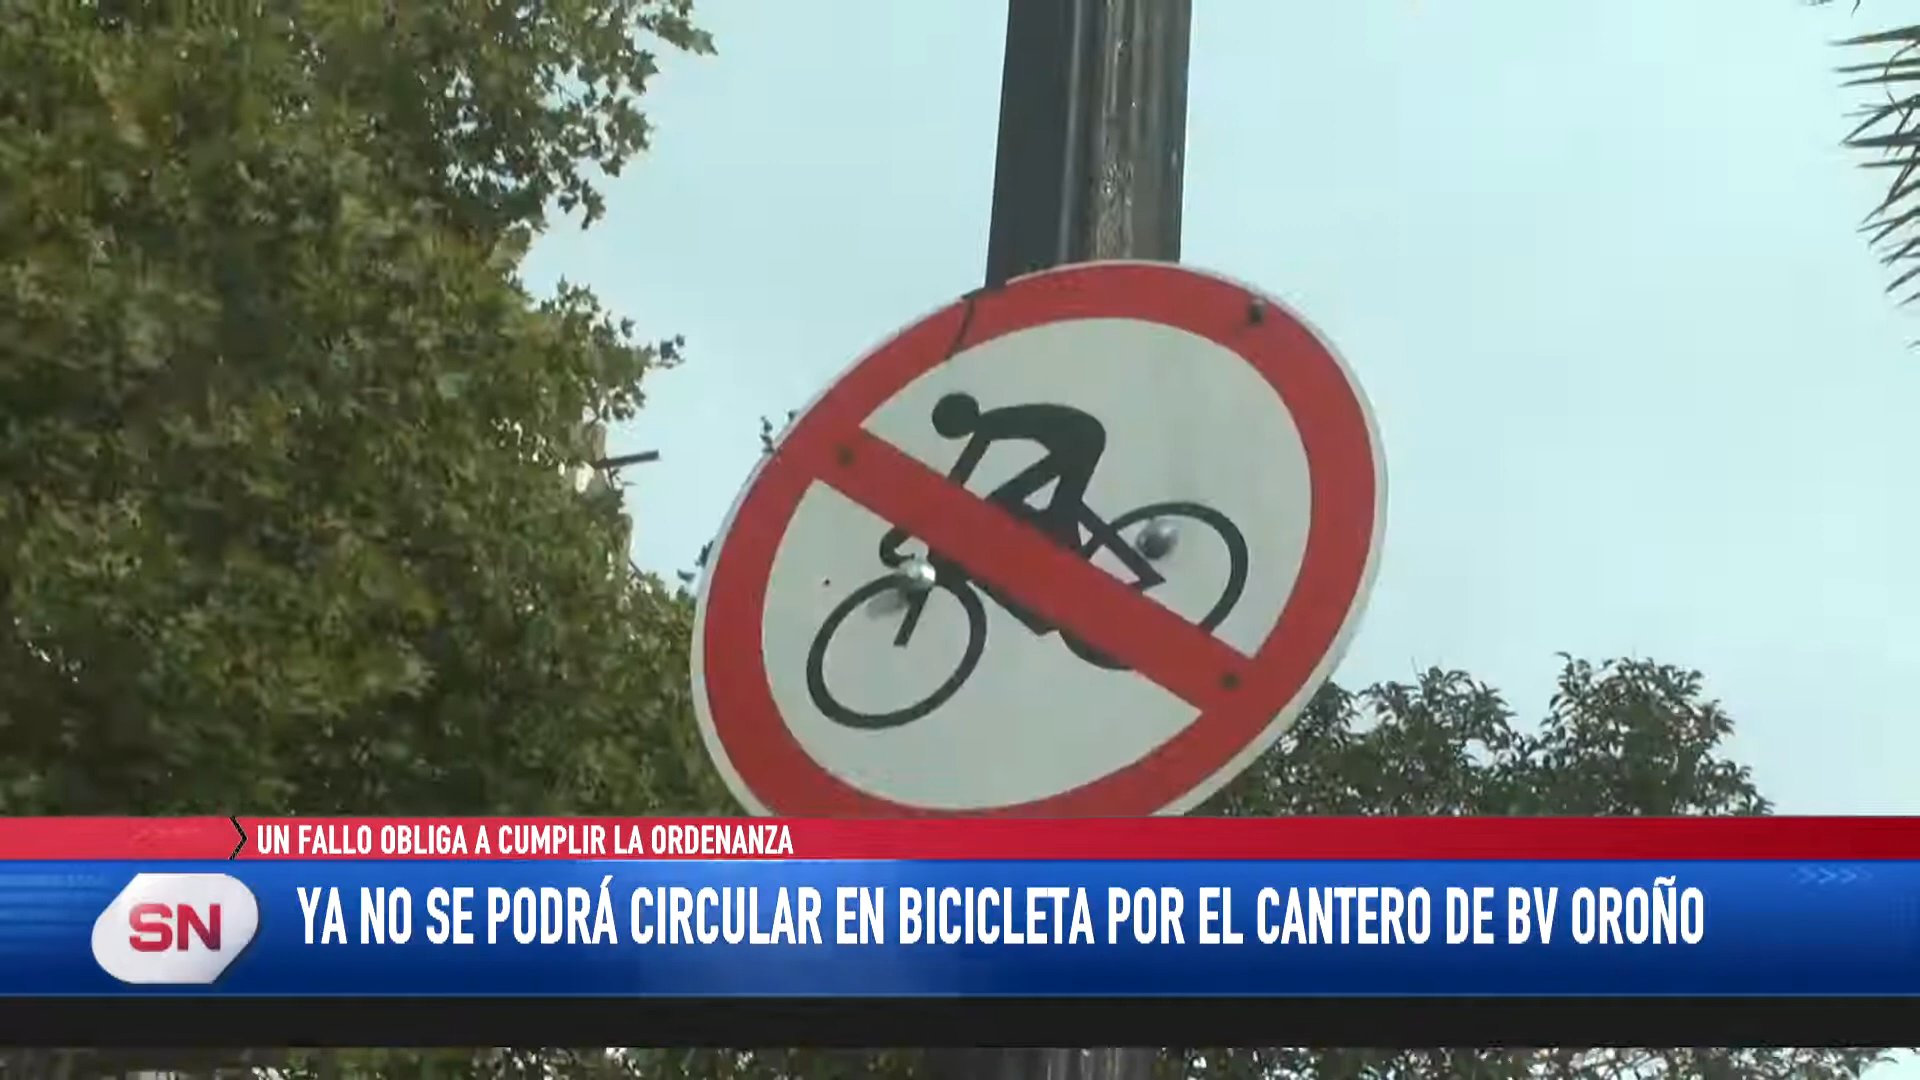 UN FALLO OBLIGA A CUMPLIR LA ORDENANZA
SN
YA NO SE PODRÁ CIRCULAR EN BICICLETA POR EL CANTERO DE BV OROÑO